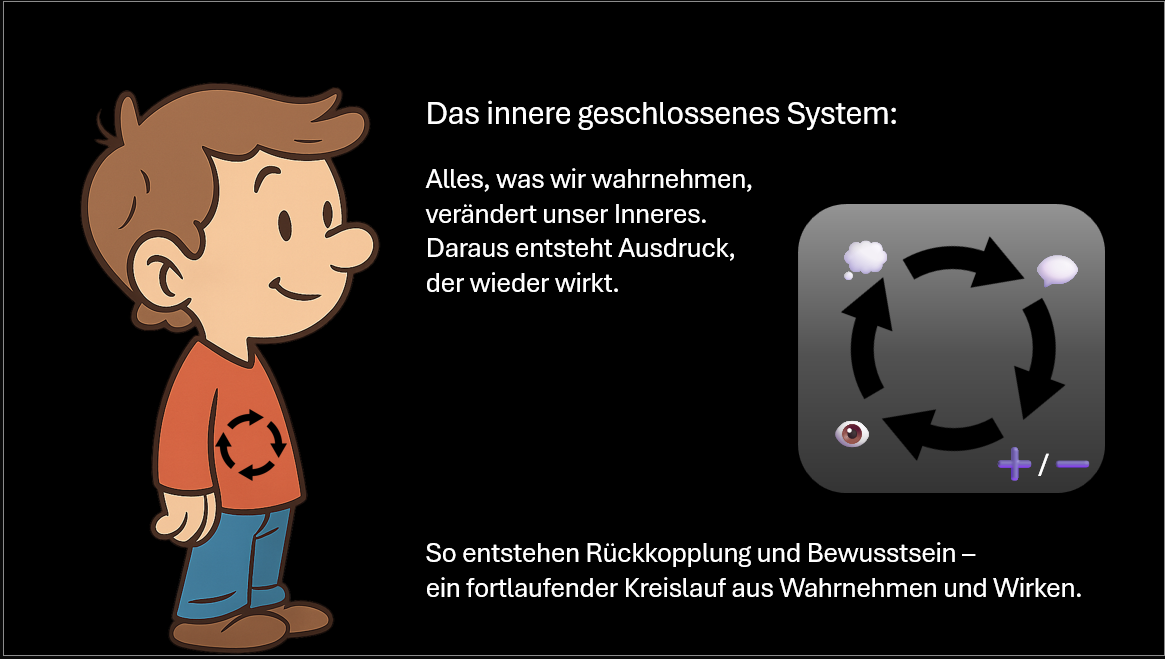 Das innere geschlossenes System:
Alles, was wir wahrnehmen,
verändert unser Inneres.
Daraus entsteht Ausdruck,
der wieder wirkt.
+ / −
So entstehen Rückkopplung und Bewusstsein –
ein fortlaufender Kreislauf aus Wahrnehmen und Wirken.